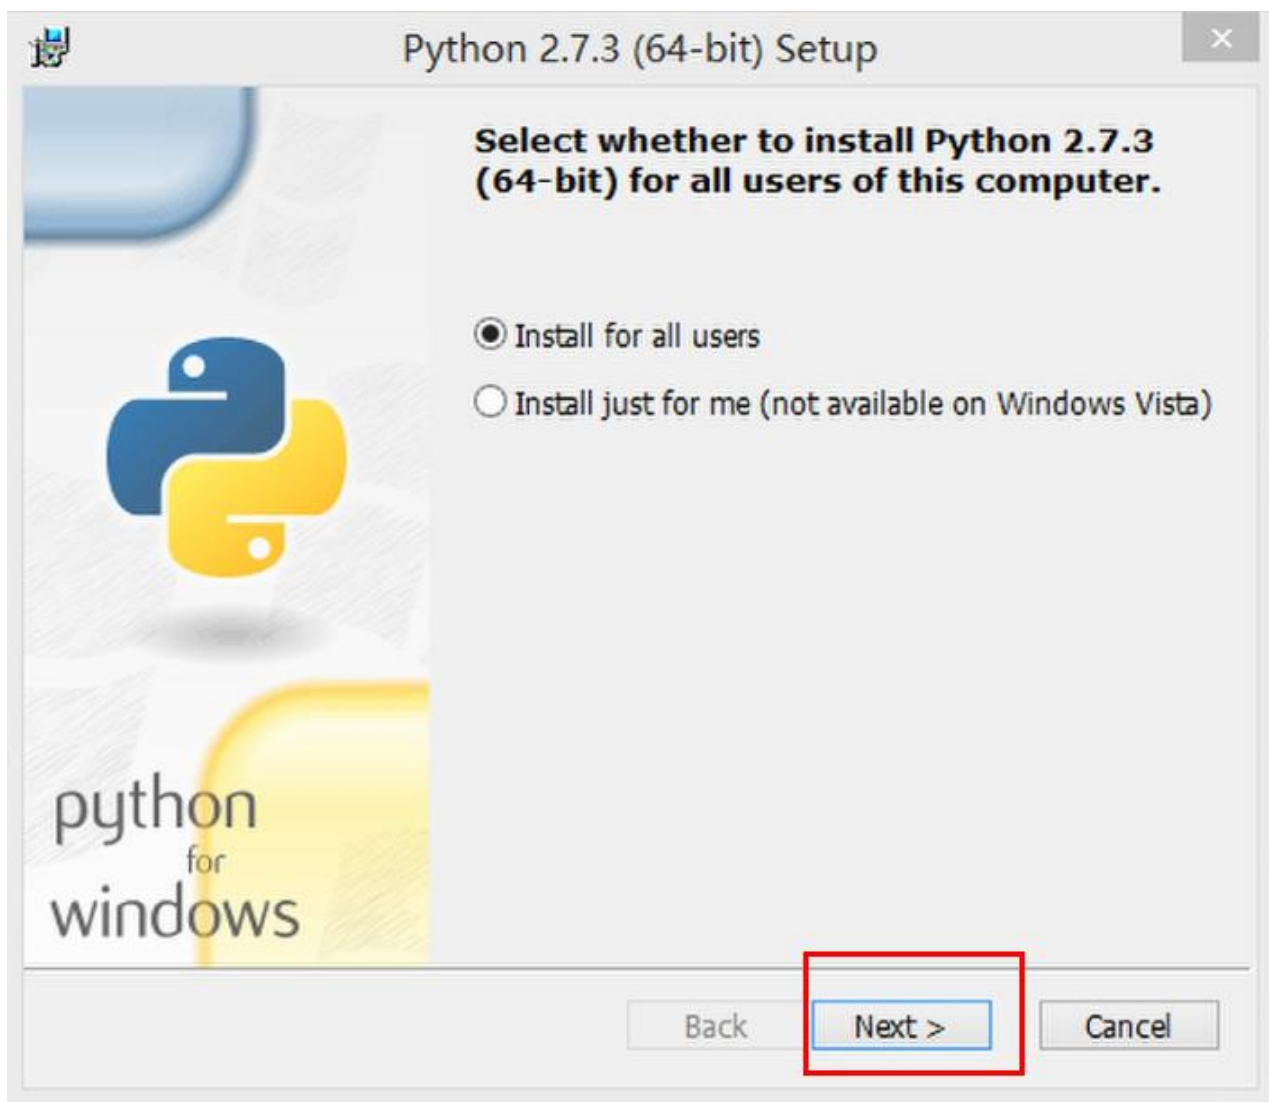 Python 2.7.3 (64-bit) Setup
Select whether to install Python 2.7.3
(64-bit) for all users of this computer.
Install for all users
Install just for me (not available on Windows Vista)
python
for
windows
Back
Next >
Cancel